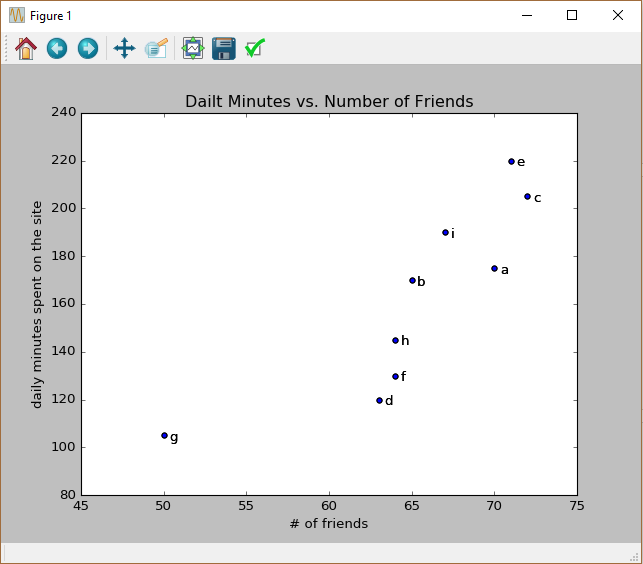 Figure 1
Dailt Minutes vs. Number of Friends
240
220
200
180
160
140
120
100
80
daily minutes spent on the site
e
c
i
a
b
h
f
d
g
45 50 55 60 65 70 75
# of friends